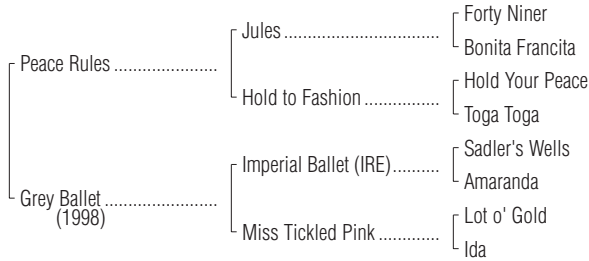 Forty Niner
Jules ........................................
Bonita Francita
Peace Rules .....................
Hold Your Peace
Hold to Fashion ...............
Toga Toga
Sadler's Wells
Imperial Ballet (IRE)..........
Amaranda
Grey Ballet .......................
(1998)
Lot o' Gold
Miss Tickled Pink .............
Ida